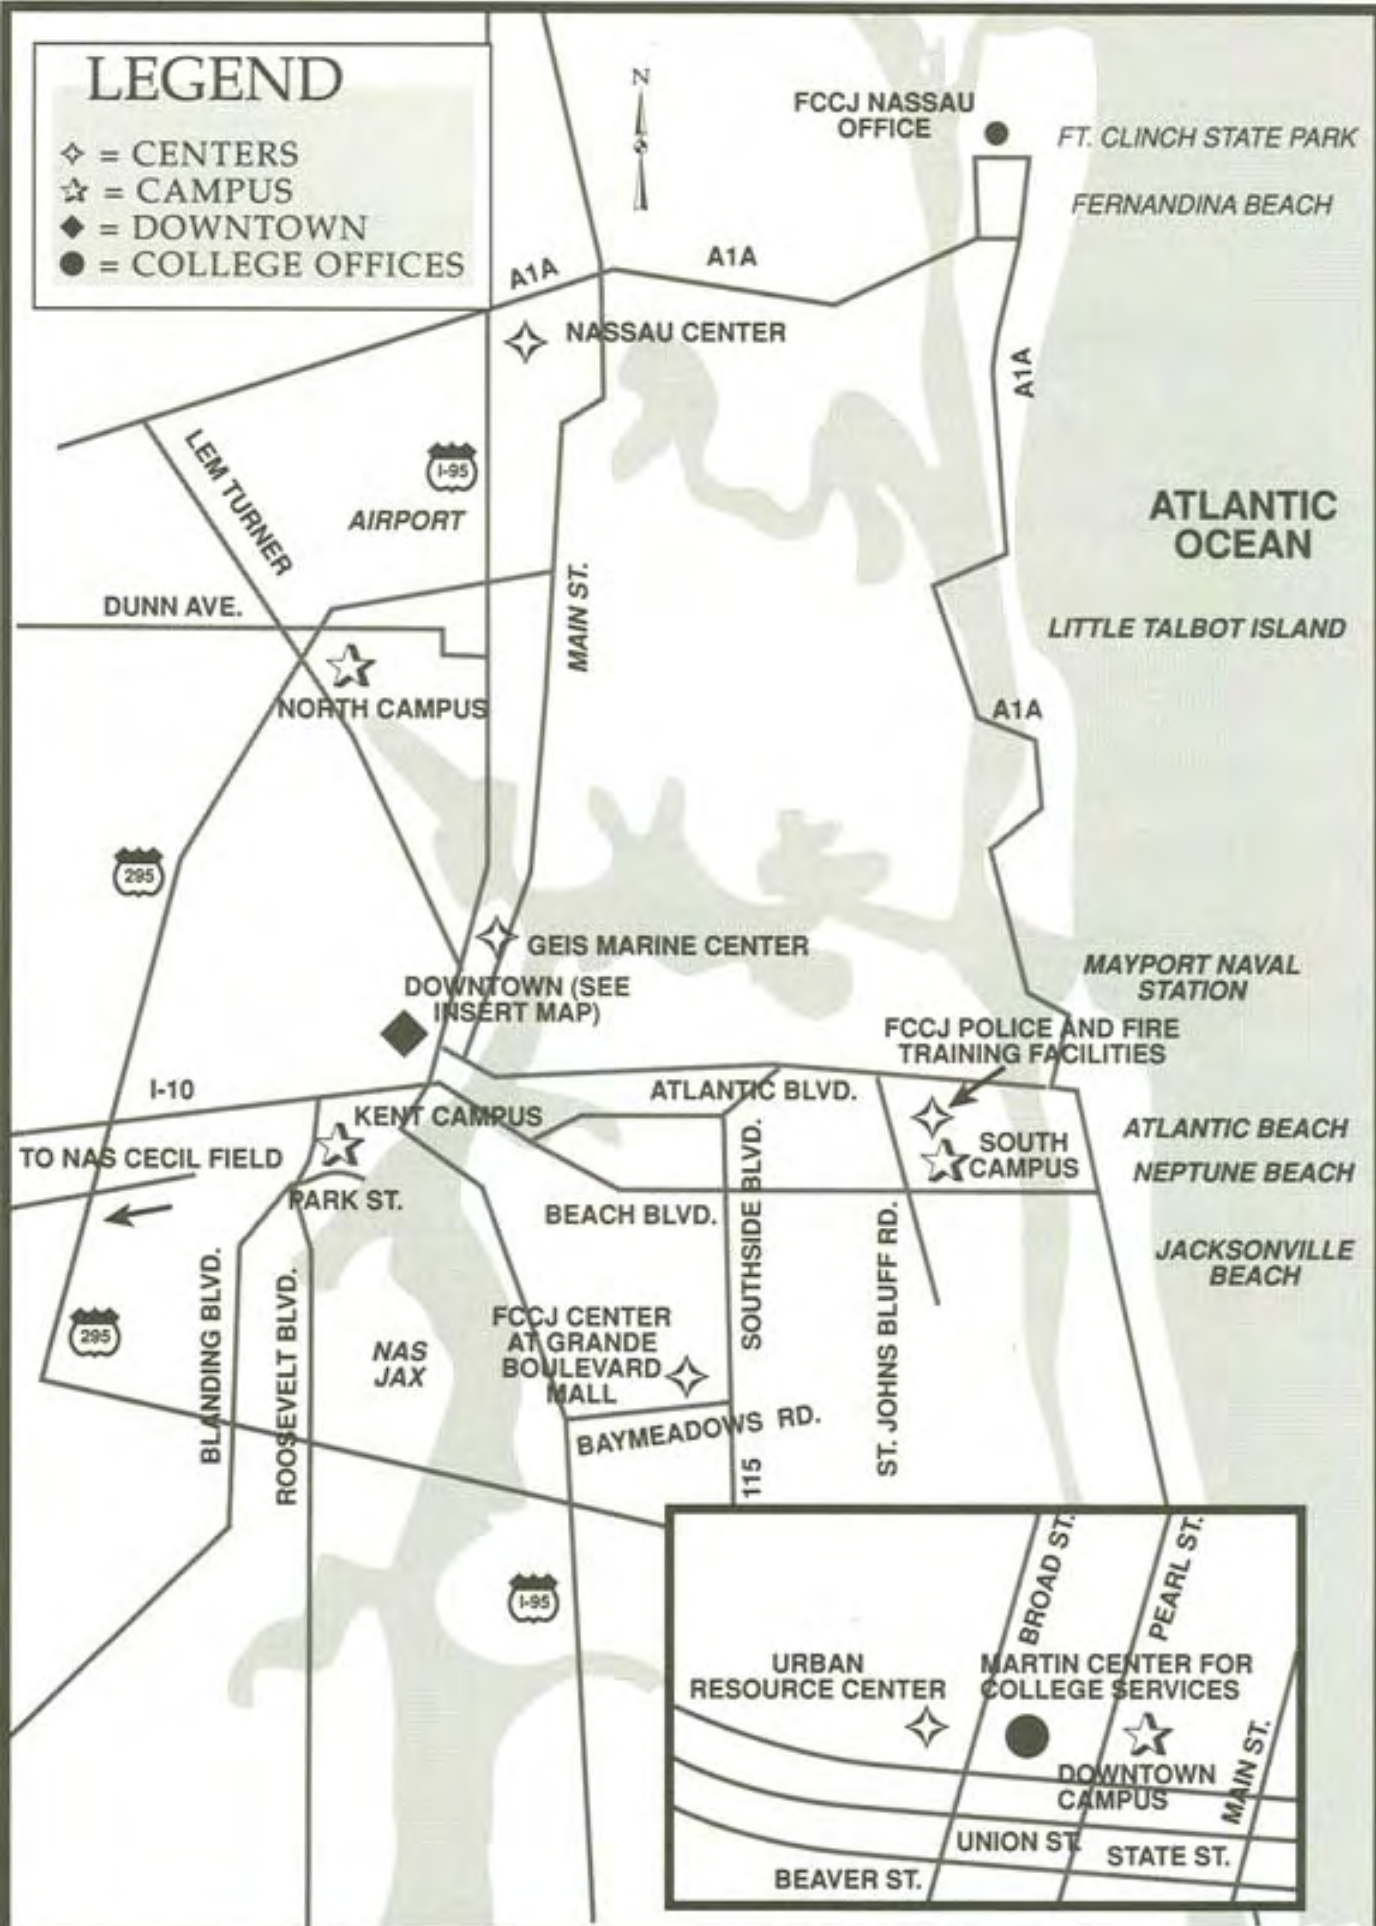 LEGEND
= CENTERS
= CAMPUS
= DOWNTOWN
= COLLEGE OFFICES
N
FCCJ NASSAU
OFFICE
FT. CLINCH STATE PARK
FERNANDINA BEACH
A1A
A1A
NASSAU CENTER
A1A
LEM TURNER
I-95
AIRPORT
ATLANTIC
OCEAN
DUNN AVE.
MAIN ST.
LITTLE TALBOT ISLAND
NORTH CAMPUS
A1A
295
GEIS MARINE CENTER
DOWNTOWN (SEE
INSERT MAP)
MAYPORT NAVAL
STATION
FCCJ POLICE AND FIRE
TRAINING FACILITIES
I-10
ATLANTIC BLVD.
KENT CAMPUS
ATLANTIC BEACH
TO NAS CECIL FIELD
SOUTH
CAMPUS
NEPTUNE BEACH
PARK ST.
BEACH BLVD.
SOUTHSIDE BLVD.
ST. JOHNS BLUFF RD.
JACKSONVILLE
BEACH
BLANDING BLVD.
ROOSEVELT BLVD.
295
NAS
JAX
FCCJ CENTER
AT GRANDE
BOULEVARD
MALL
BAYMEADOWS RD.
115
I-95
BROAD ST.
PEARL ST.
URBAN
RESOURCE CENTER
MARTIN CENTER FOR
COLLEGE SERVICES
DOWNTOWN
CAMPUS
MAIN ST.
UNION ST.
STATE ST.
BEAVER ST.